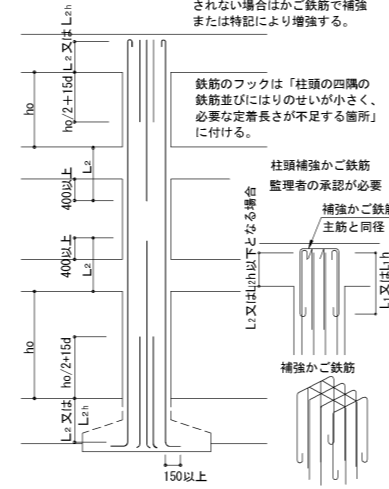 されない場合はかご鉄筋で補強
または特記により増強する。
鉄筋のフックは「柱頭の四隅の
鉄筋並びにはりのせいが小さく、
必要な定着長さが不足する箇所」
に付ける。
柱頭補強かご鉄筋
監理者の承認が必要
補強かご鉄筋
主筋と同径
L2又はL2h以下となる場合
L2又はL2h
補強かご鉄筋
L2又は L2h
ho/2+15d
ho
L2
400以上
400以上
L2
ho
ho/2+15d
L2又は
L2h
150以上